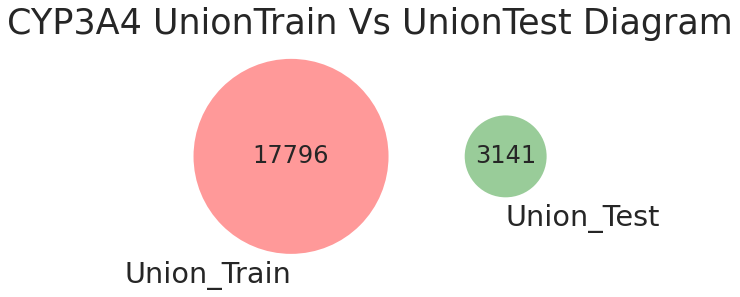 CYP3A4 UnionTrain Vs UnionTest Diagram
17796
3141
Union_Test
Union_Train